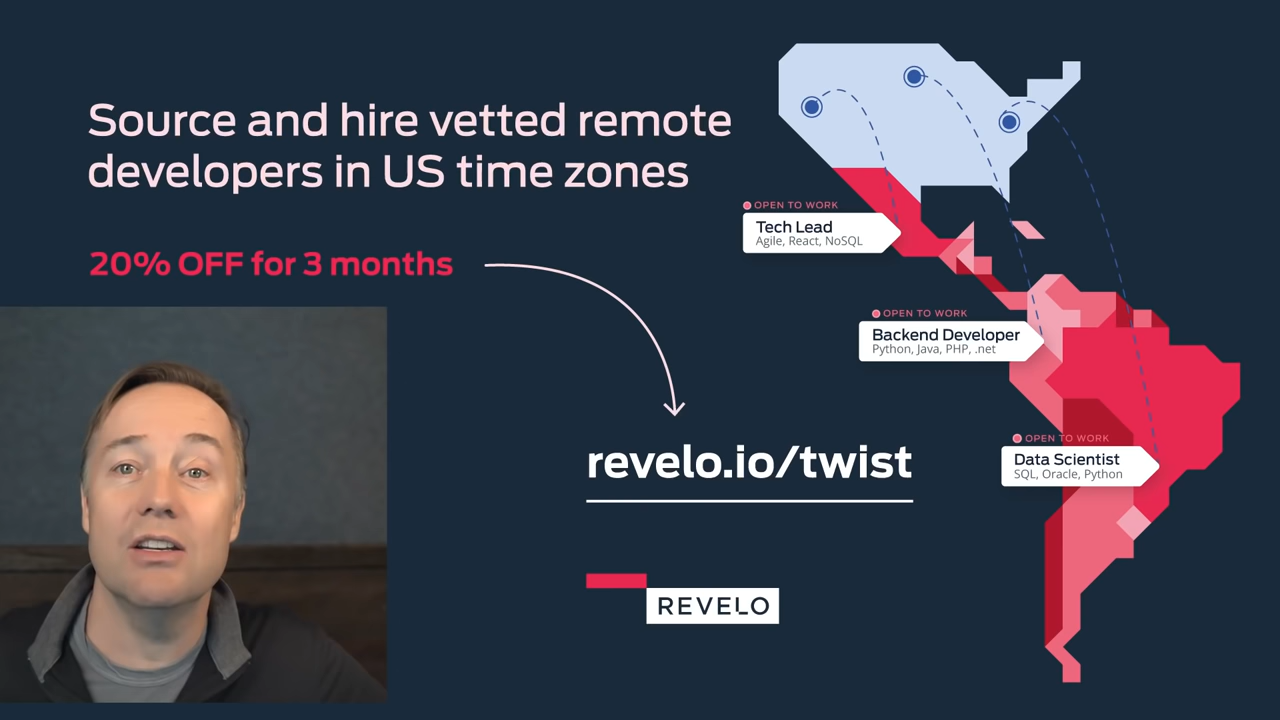 Source and hire vetted remote
developers in US time zones
20% OFF for 3 months
OPEN TO WORK
Tech Lead
Agile, React, NoSQL
OPEN TO WORK
Backend Developer
Python, Java, PHP, .net
OPEN TO WORK
Data Scientist
SQL, Oracle, Python
revelo.io/twist
REVELO